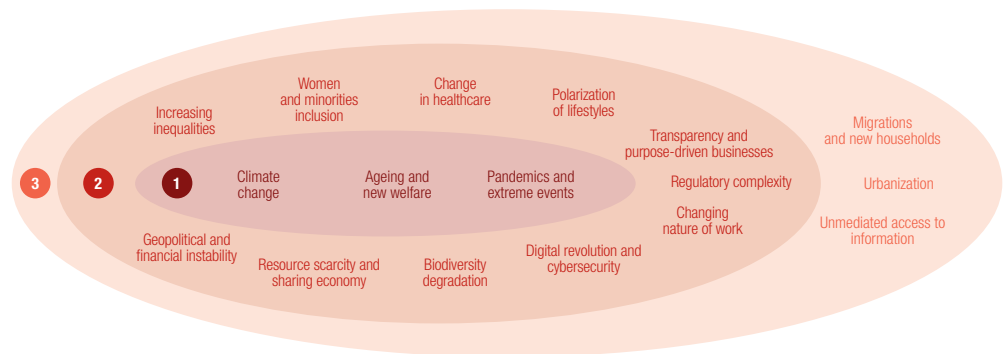 Women
and minorities
inclusion
Change
in healthcare
Polarization
of lifestyles
Increasing
inequalities
Migrations
and new households
Transparency and
purpose-driven businesses
3
2
1
Climate
change
Ageing and
new welfare
Pandemics and
extreme events
Regulatory complexity
Urbanization
Changing
nature of work
Unmediated access to
information
Geopolitical and
financial instability
Resource scarcity and
sharing economy
Biodiversity
degradation
Digital revolution and
cybersecurity